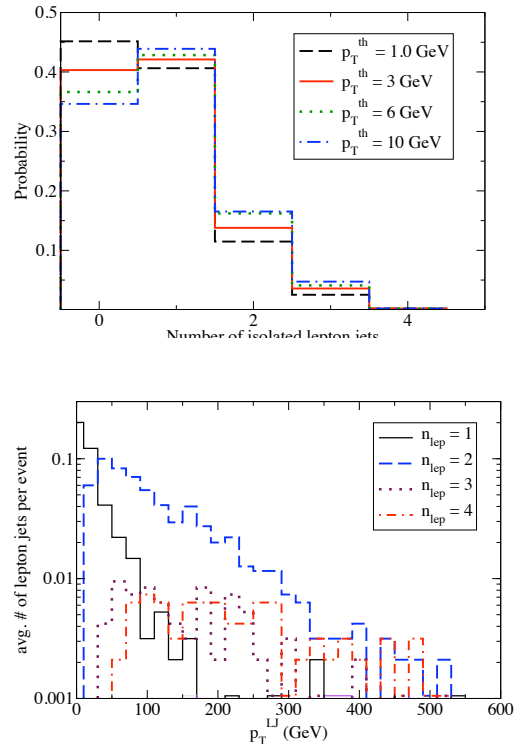 0.5
0.4
0.3
0.2
0.1
Probability
p_T^th = 1.0 GeV
p_T^th = 3 GeV
p_T^th = 6 GeV
p_T^th = 10 GeV
0 2 4
Number of isolated lepton jets
0.1
0.01
0.001
avg. # of lepton jets per event
n_lep = 1
n_lep = 2
n_lep = 3
n_lep = 4
0 100 200 300 400 500 600
p_T^LJ (GeV)